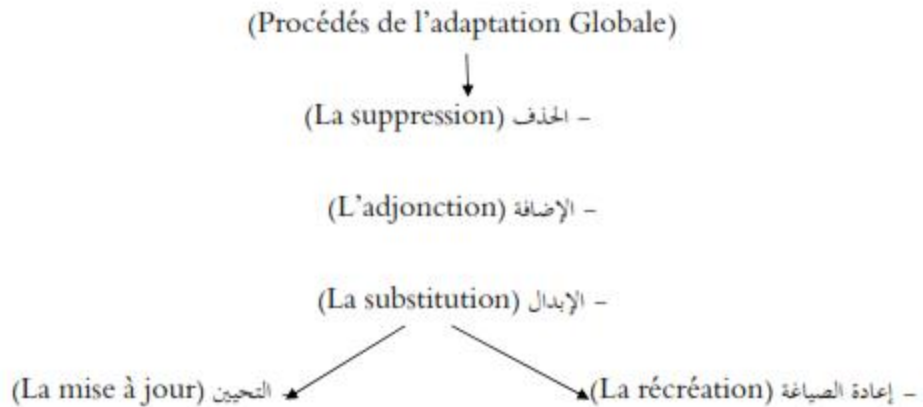 (Procédés de l'adaptation Globale)
- الحذف (La suppression)
- الإضافة (L'adjonction)
- الإبدال (La substitution)
- إعادة الصياغة (La récréation)
- التحيين (La mise à jour)